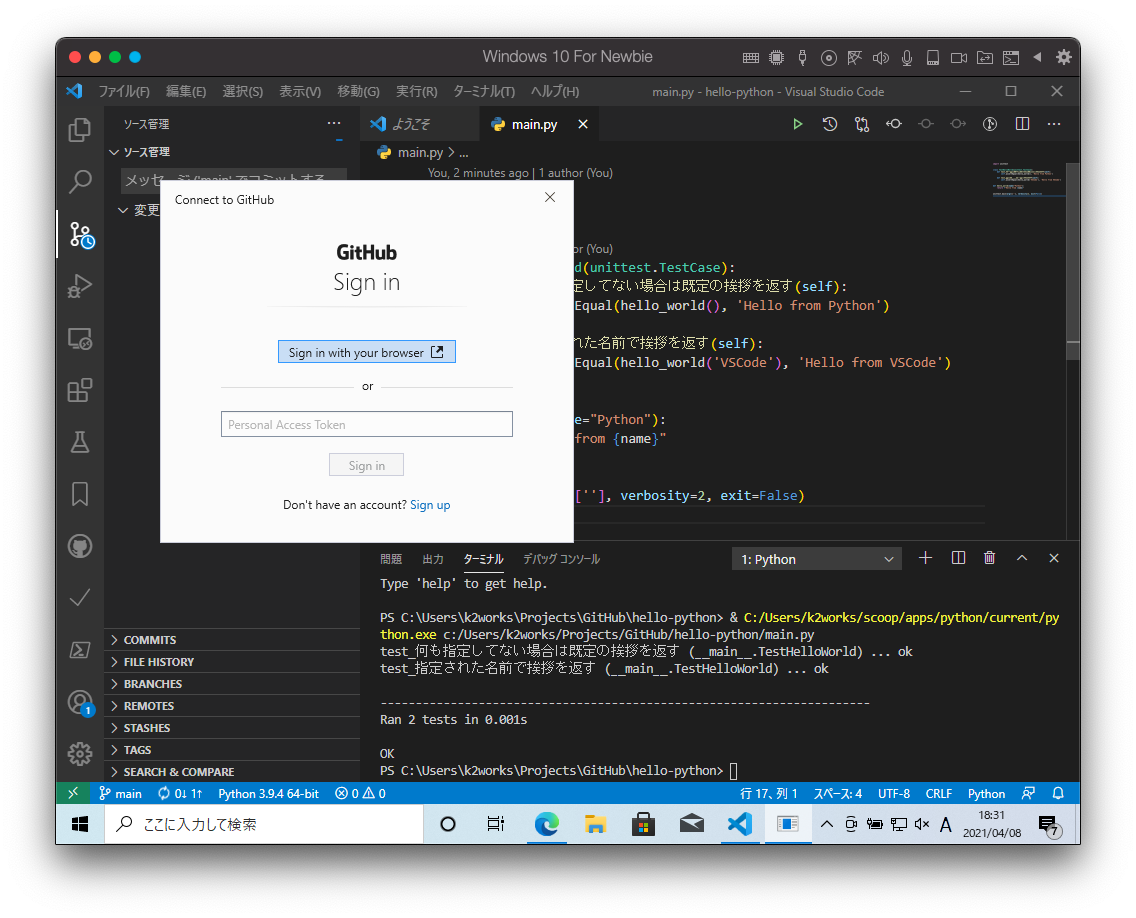 Windows 10 For Newbie
ファイル(F) 編集(E) 選択(S) 表示(V) 移動(G) 実行(R) ターミナル(T) ヘルプ(H) main.py - hello-python - Visual Studio Code
ソース管理
ようこそ
main.py
ソース管理
main.py > ...
メッセージ ('main' でコミットする
You, 2 minutes ago | 1 author (You)
変更
Connect to GitHub
GitHub
Sign in
Sign in with your browser
or
Personal Access Token
Sign in
Don't have an account? Sign up
or (You)
d(unittest.TestCase):
定してない場合は既定の挨拶を返す(self):
Equal(hello_world(), 'Hello from Python')
れた名前で挨拶を返す(self):
Equal(hello_world('VSCode'), 'Hello from VSCode')
e="Python"):
from {name}"
[''], verbosity=2, exit=False)
問題 出力 ターミナル デバッグ コンソール 1: Python
Type 'help' to get help.
PS C:\Users\k2works\Projects\GitHub\hello-python> & C:/Users/k2works/scoop/apps/python/current/py
thon.exe c:/Users/k2works/Projects/GitHub/hello-python/main.py
test_何も指定してない場合は既定の挨拶を返す (__main__.TestHelloWorld) ... ok
test_指定された名前で挨拶を返す (__main__.TestHelloWorld) ... ok
----------------------------------------------------------------------
Ran 2 tests in 0.001s
OK
PS C:\Users\k2works\Projects\GitHub\hello-python>
COMMITS
FILE HISTORY
BRANCHES
REMOTES
STASHES
TAGS
SEARCH & COMPARE
1
main 0↓ 1↑ Python 3.9.4 64-bit 0 0 行 17、列 1 スペース: 4 UTF-8 CRLF Python
ここに入力して検索
A
18:31
2021/04/08
7